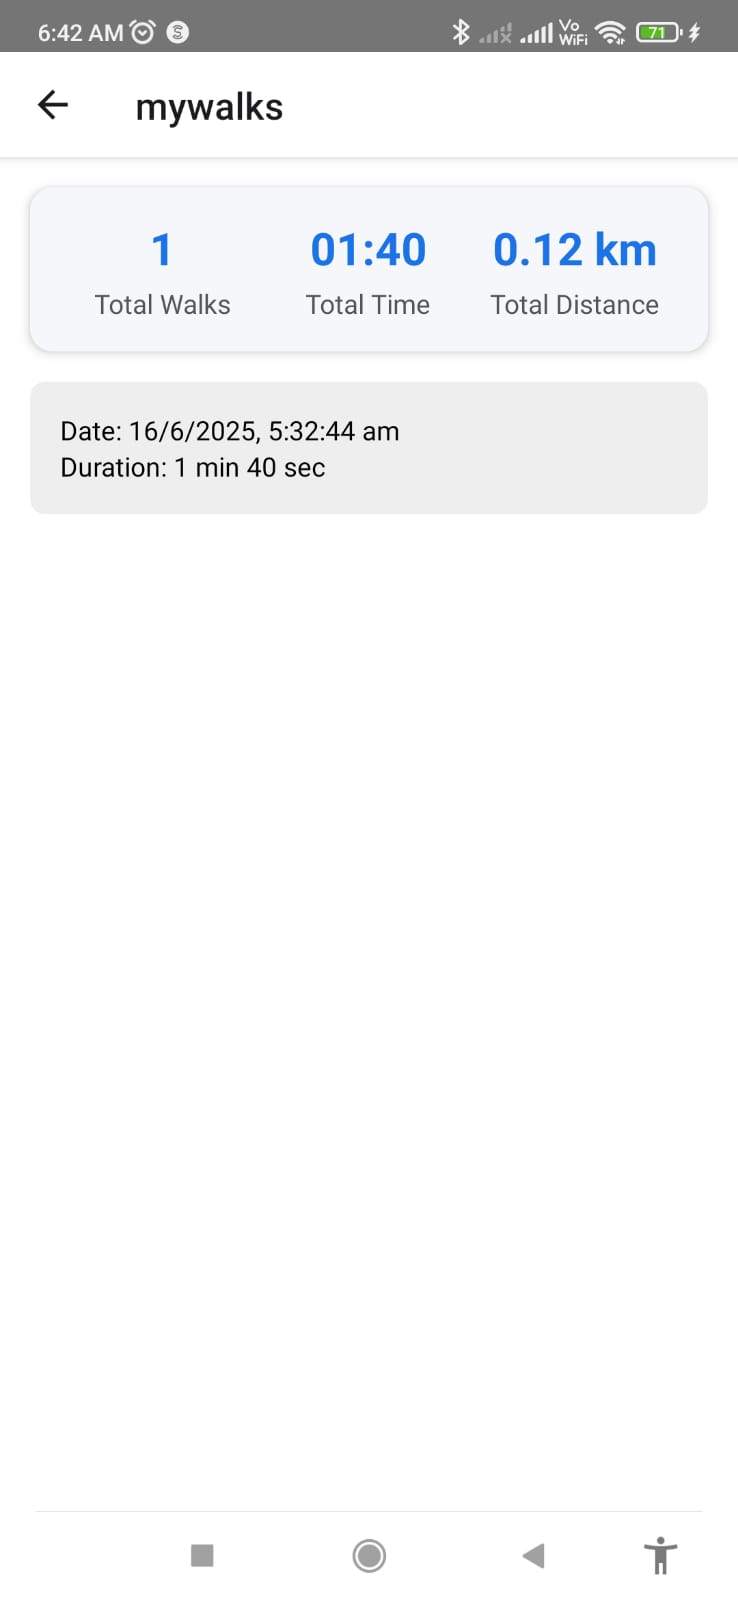 6:42 AM
Vo WiFi
71
mywalks
1
01:40
0.12 km
Total Walks
Total Time
Total Distance
Date: 16/6/2025, 5:32:44 am
Duration: 1 min 40 sec